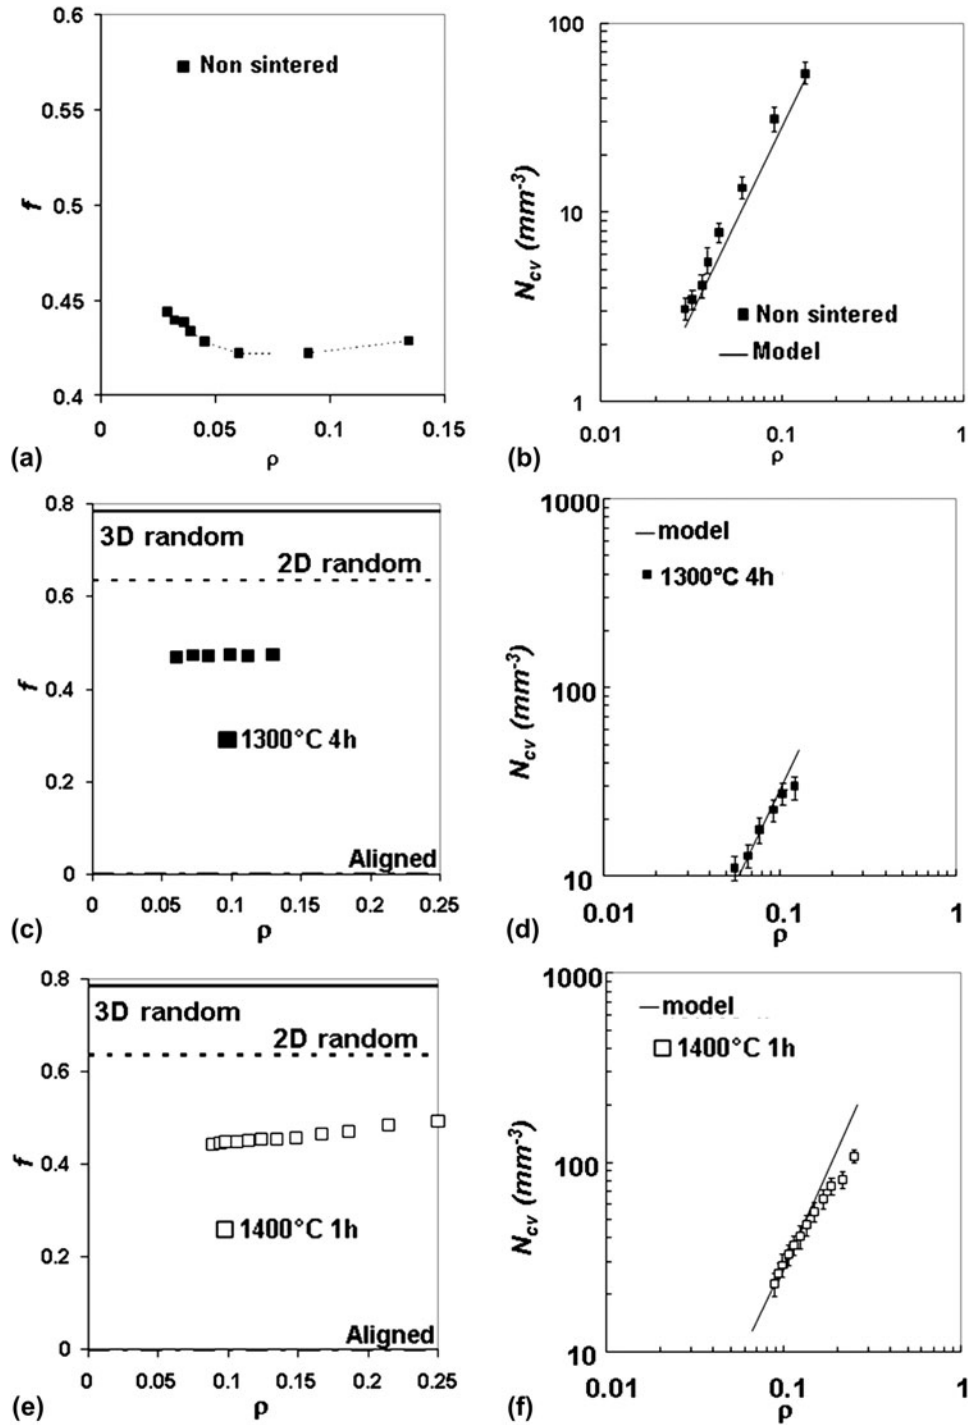 0.6
0.55
0.5
0.45
0.4
f
■ Non sintered
0 0.05 0.1 0.15
(a) ρ
100
10
1
N_cv (mm^-3)
■ Non sintered
— Model
0.01 0.1 1
(b) ρ
0.8
0.6
0.4
0.2
0
f
3D random
2D random
■ 1300°C 4h
Aligned
0 0.05 0.1 0.15 0.2 0.25
(c) ρ
1000
100
10
N_cv (mm^-3)
— model
■ 1300°C 4h
0.01 0.1 1
(d) ρ
0.8
0.6
0.4
0.2
0
f
3D random
2D random
□ 1400°C 1h
Aligned
0 0.05 0.1 0.15 0.2 0.25
(e) ρ
1000
100
10
N_cv (mm^-3)
— model
□ 1400°C 1h
0.01 0.1 1
(f) ρ